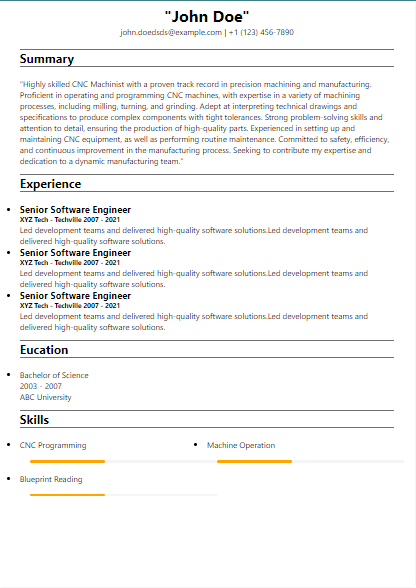 "John Doe"
john.doedsds@example.com | +1 (123) 456-7890
Summary
"Highly skilled CNC Machinist with a proven track record in precision machining and manufacturing.
Proficient in operating and programming CNC machines, with expertise in a variety of machining
processes, including milling, turning, and grinding. Adept at interpreting technical drawings and
specifications to produce complex components with tight tolerances. Strong problem-solving skills and
attention to detail, ensuring the production of high-quality parts. Experienced in setting up and
maintaining CNC equipment, as well as performing routine maintenance. Committed to safety, efficiency,
and continuous improvement in the manufacturing process. Seeking to contribute my expertise and
dedication to a dynamic manufacturing team."
Experience
Senior Software Engineer
XYZ Tech - Techville 2007 - 2021
Led development teams and delivered high-quality software solutions.Led development teams and
delivered high-quality software solutions.
Senior Software Engineer
XYZ Tech - Techville 2007 - 2021
Led development teams and delivered high-quality software solutions.Led development teams and
delivered high-quality software solutions.
Senior Software Engineer
XYZ Tech - Techville 2007 - 2021
Led development teams and delivered high-quality software solutions.Led development teams and
delivered high-quality software solutions.
Eucation
Bachelor of Science
2003 - 2007
ABC University
Skills
CNC Programming
Machine Operation
Blueprint Reading